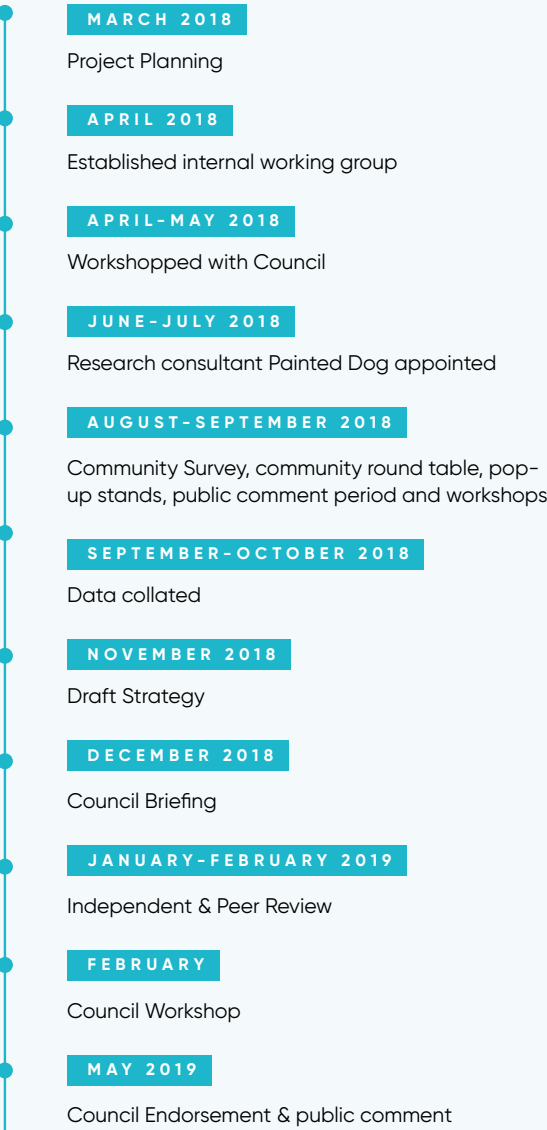 MARCH 2018
Project Planning
APRIL 2018
Established internal working group
APRIL-MAY 2018
Workshopped with Council
JUNE-JULY 2018
Research consultant Painted Dog appointed
AUGUST-SEPTEMBER 2018
Community Survey, community round table, pop-
up stands, public comment period and workshops
SEPTEMBER-OCTOBER 2018
Data collated
NOVEMBER 2018
Draft Strategy
DECEMBER 2018
Council Briefing
JANUARY-FEBRUARY 2019
Independent & Peer Review
FEBRUARY
Council Workshop
MAY 2019
Council Endorsement & public comment